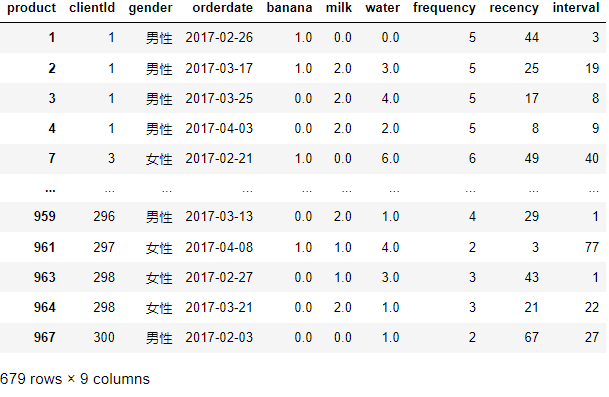 product clientId gender orderdate banana milk water frequency recency interval
1 1 男性 2017-02-26 1.0 0.0 0.0 5 44 3
2 1 男性 2017-03-17 1.0 2.0 3.0 5 25 19
3 1 男性 2017-03-25 0.0 2.0 4.0 5 17 8
4 1 男性 2017-04-03 0.0 2.0 2.0 5 8 9
7 3 女性 2017-02-21 1.0 0.0 6.0 6 49 40
... ... ... ... ... ... ... ... ... ...
959 296 男性 2017-03-13 0.0 2.0 1.0 4 29 1
961 297 女性 2017-04-08 1.0 1.0 4.0 2 3 77
963 298 女性 2017-02-27 0.0 1.0 3.0 3 43 1
964 298 女性 2017-03-21 0.0 2.0 1.0 3 21 22
967 300 男性 2017-02-03 0.0 0.0 1.0 2 67 27
679 rows × 9 columns